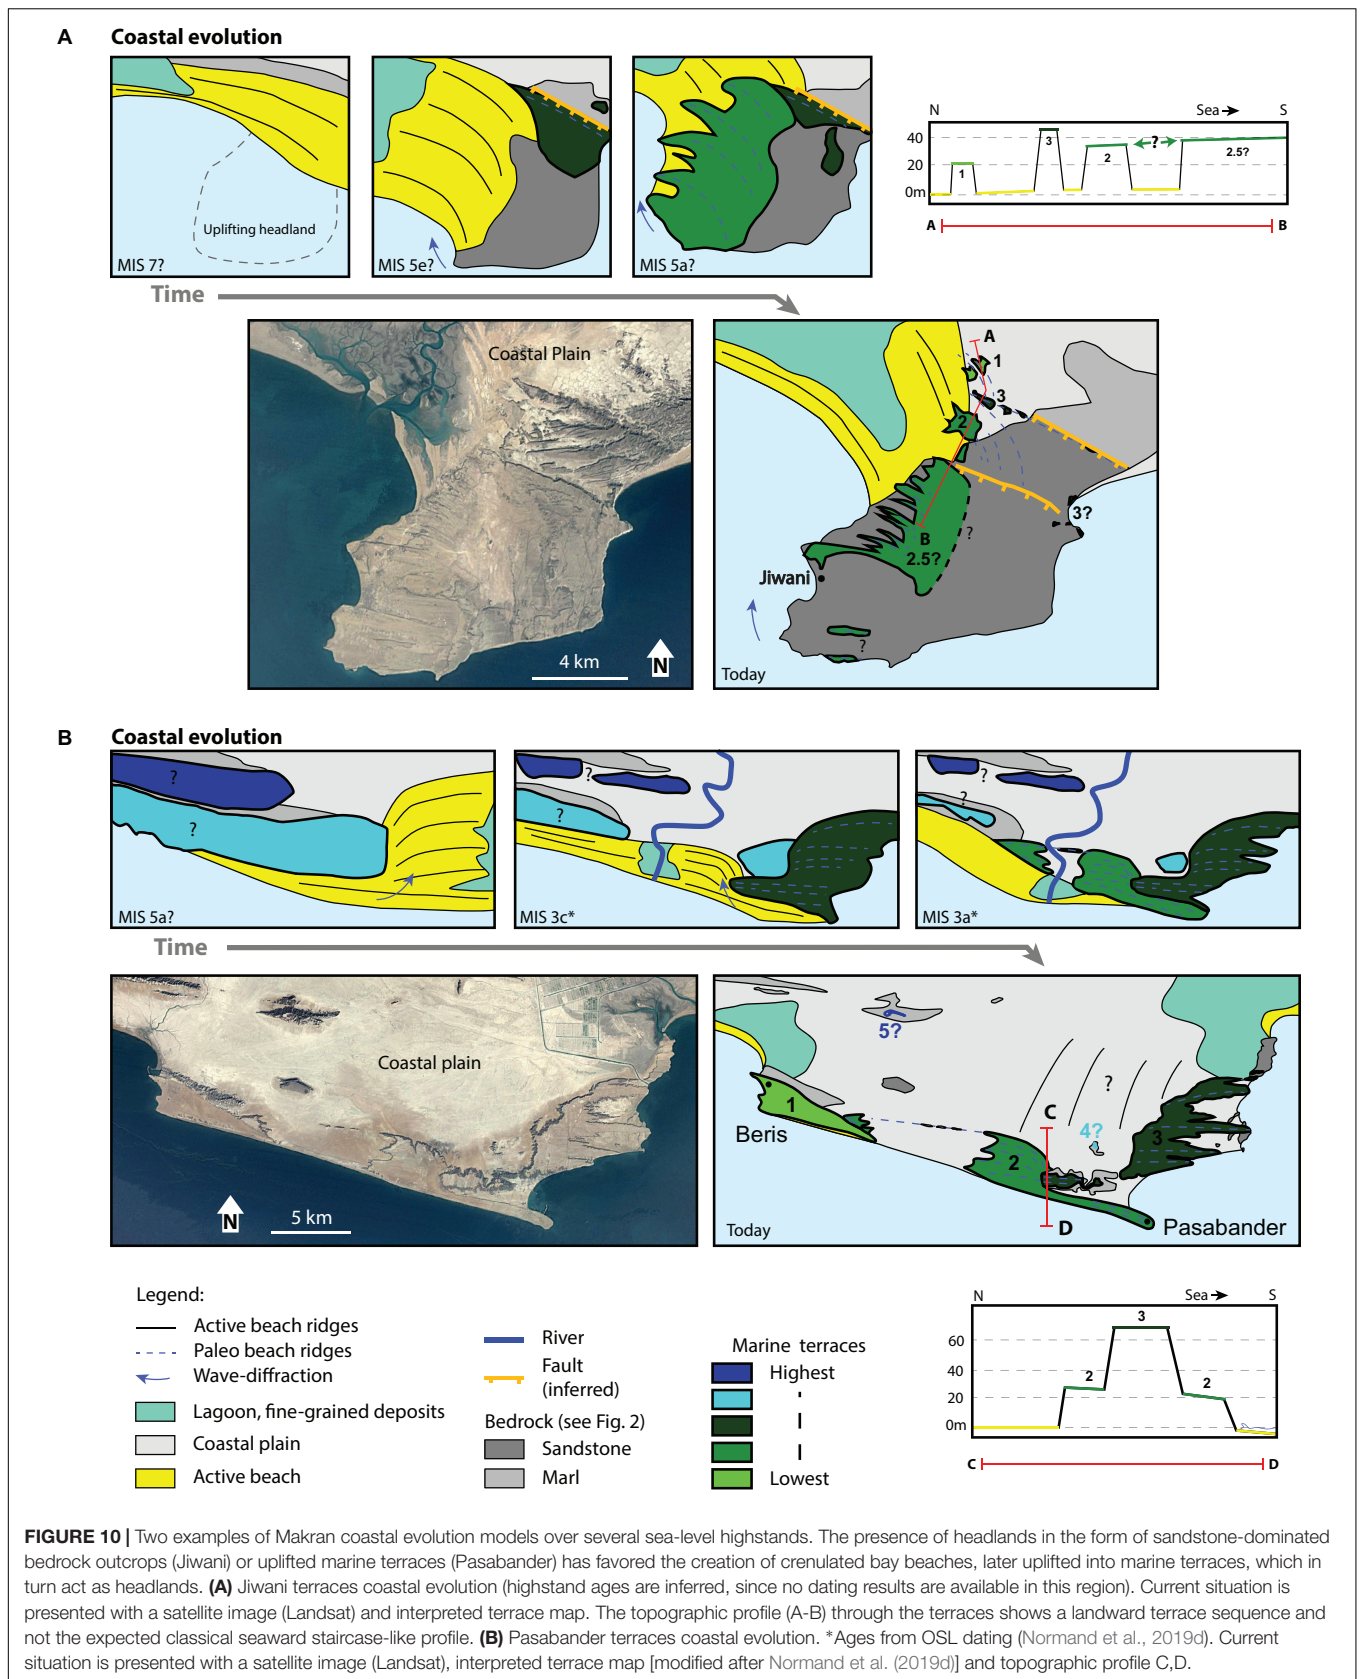 A Coastal evolution
Uplifting headland
MIS 7?
MIS 5e?
MIS 5a?
N Sea S
40
20
0m
1
3
2
?
2.5?
A B
Time
Coastal Plain
4 km
N
A
1
3
2
3?
B
2.5?
?
Jiwani
?
Today
B Coastal evolution
?
?
MIS 5a?
?
?
MIS 3c*
?
?
MIS 3a*
Time
Coastal plain
N
5 km
5?
?
1
Beris
C
4?
3
2
D
Pasabander
Today
Legend:
Active beach ridges
Paleo beach ridges
Wave-diffraction
Lagoon, fine-grained deposits
Coastal plain
Active beach
River
Fault
(inferred)
Bedrock (see Fig. 2)
Sandstone
Marl
Marine terraces
Highest
Lowest
N Sea S
60
40
20
0m
2
3
2
C D
FIGURE 10 | Two examples of Makran coastal evolution models over several sea-level highstands. The presence of headlands in the form of sandstone-dominated
bedrock outcrops (Jiwani) or uplifted marine terraces (Pasabander) has favored the creation of crenulated bay beaches, later uplifted into marine terraces, which in
turn act as headlands. (A) Jiwani terraces coastal evolution (highstand ages are inferred, since no dating results are available in this region). Current situation is
presented with a satellite image (Landsat) and interpreted terrace map. The topographic profile (A-B) through the terraces shows a landward terrace sequence and
not the expected classical seaward staircase-like profile. (B) Pasabander terraces coastal evolution. *Ages from OSL dating (Normand et al., 2019d). Current
situation is presented with a satellite image (Landsat), interpreted terrace map [modified after Normand et al. (2019d)] and topographic profile C,D.